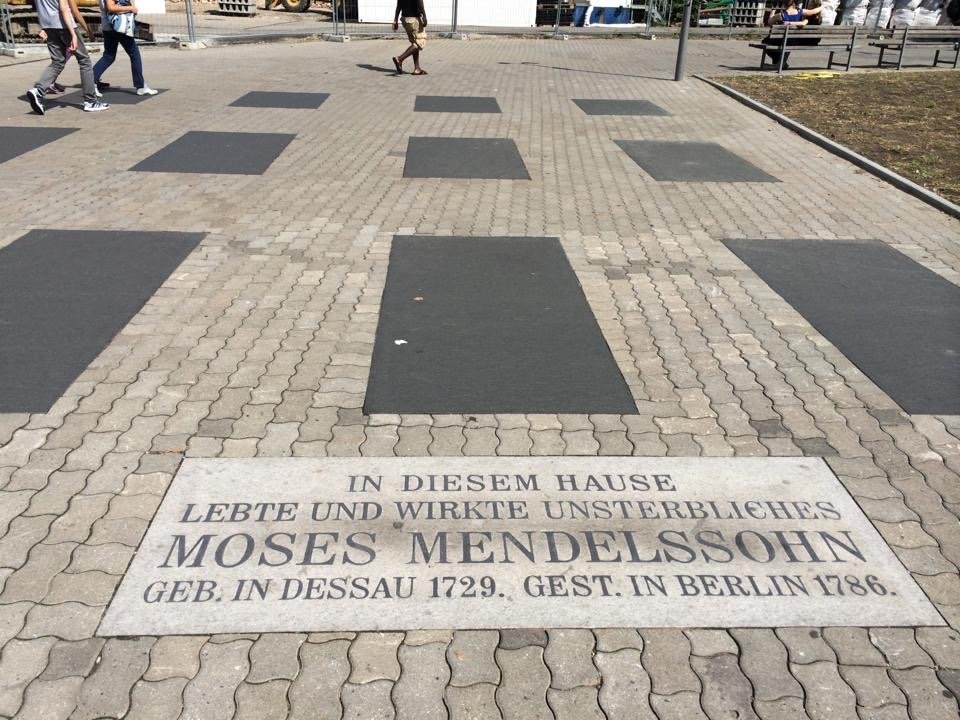 IN DIESEM HAUSE
LEBTE UND WIRKTE UNSTERBLICHES
MOSES MENDELSSOHN
GEB. IN DESSAU 1729. GEST. IN BERLIN 1786.